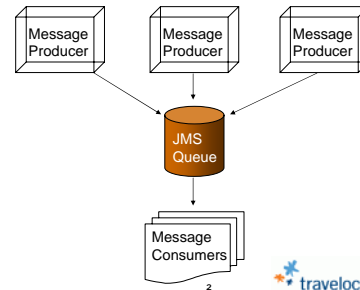 Message
Producer
Message
Producer
Message
Producer
JMS
Queue
Message
Consumers
2
traveloc